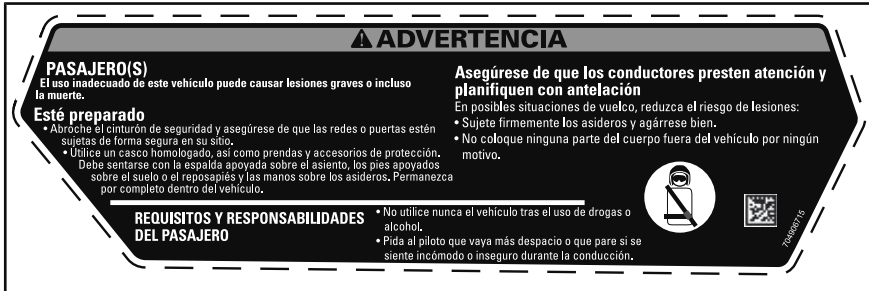 ADVERTENCIA
PASAJERO(S)
El uso inadecuado de este vehículo puede causar lesiones graves o incluso
la muerte.
Esté preparado
• Abroche el cinturón de seguridad y asegúrese de que las redes o puertas estén
sujetas de forma segura en su sitio.
• Utilice un casco homologado, así como prendas y accesorios de protección.
Debe sentarse con la espalda apoyada sobre el asiento, los pies apoyados
sobre el suelo o el reposapiés y las manos sobre los asideros. Permanezca
por completo dentro del vehículo.
Asegúrese de que los conductores presten atención y
planifiquen con antelación
En posibles situaciones de vuelco, reduzca el riesgo de lesiones:
• Sujete firmemente los asideros y agárrese bien.
• No coloque ninguna parte del cuerpo fuera del vehículo por ningún
motivo.
REQUISITOS Y RESPONSABILIDADES
DEL PASAJERO
• No utilice nunca el vehículo tras el uso de drogas o
alcohol.
• Pida al piloto que vaya más despacio o que pare si se
siente incómodo o inseguro durante la conducción.
704906715